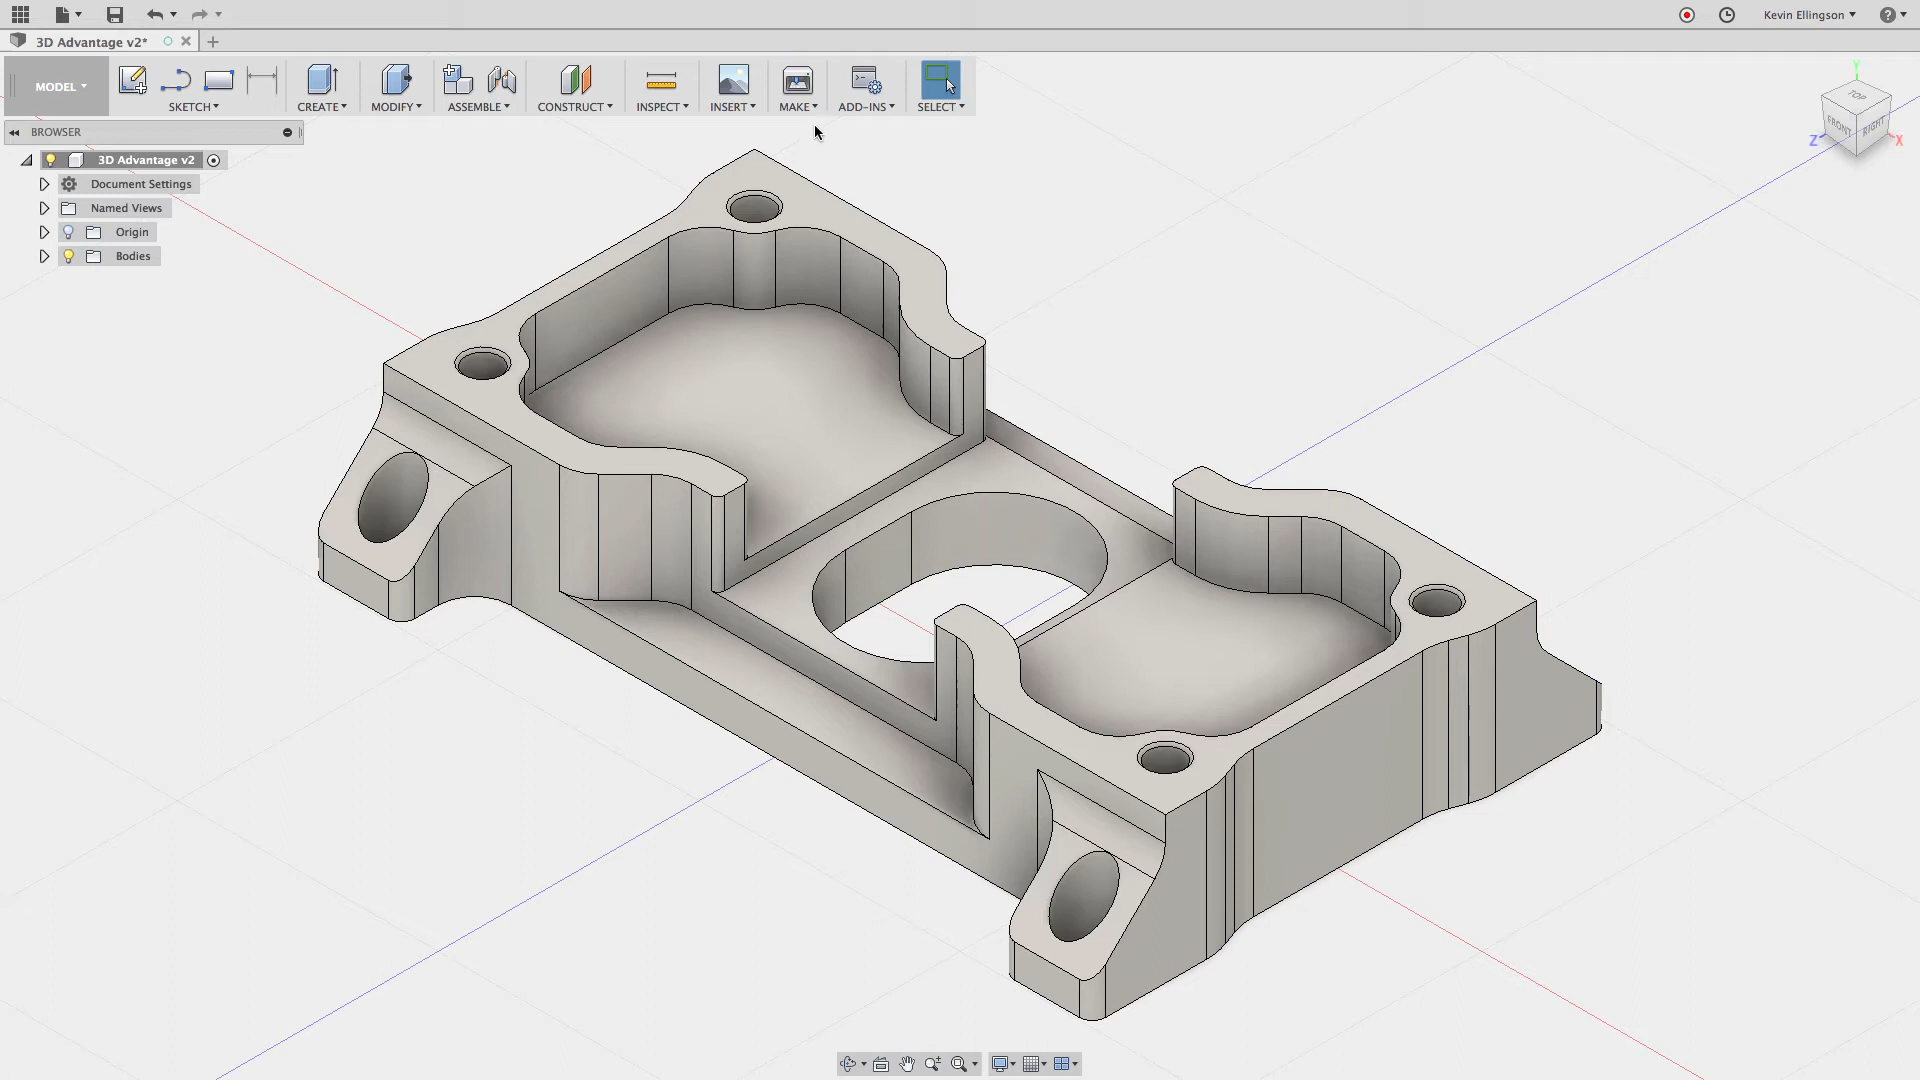 Kevin Ellingson
3D Advantage v2*
MODEL
SKETCH
CREATE
MODIFY
ASSEMBLE
CONSTRUCT
INSPECT
INSERT
MAKE
ADD-INS
SELECT
BROWSER
3D Advantage v2
Document Settings
Named Views
Origin
Bodies
Y
TOP
FRONT
RIGHT
Z
X